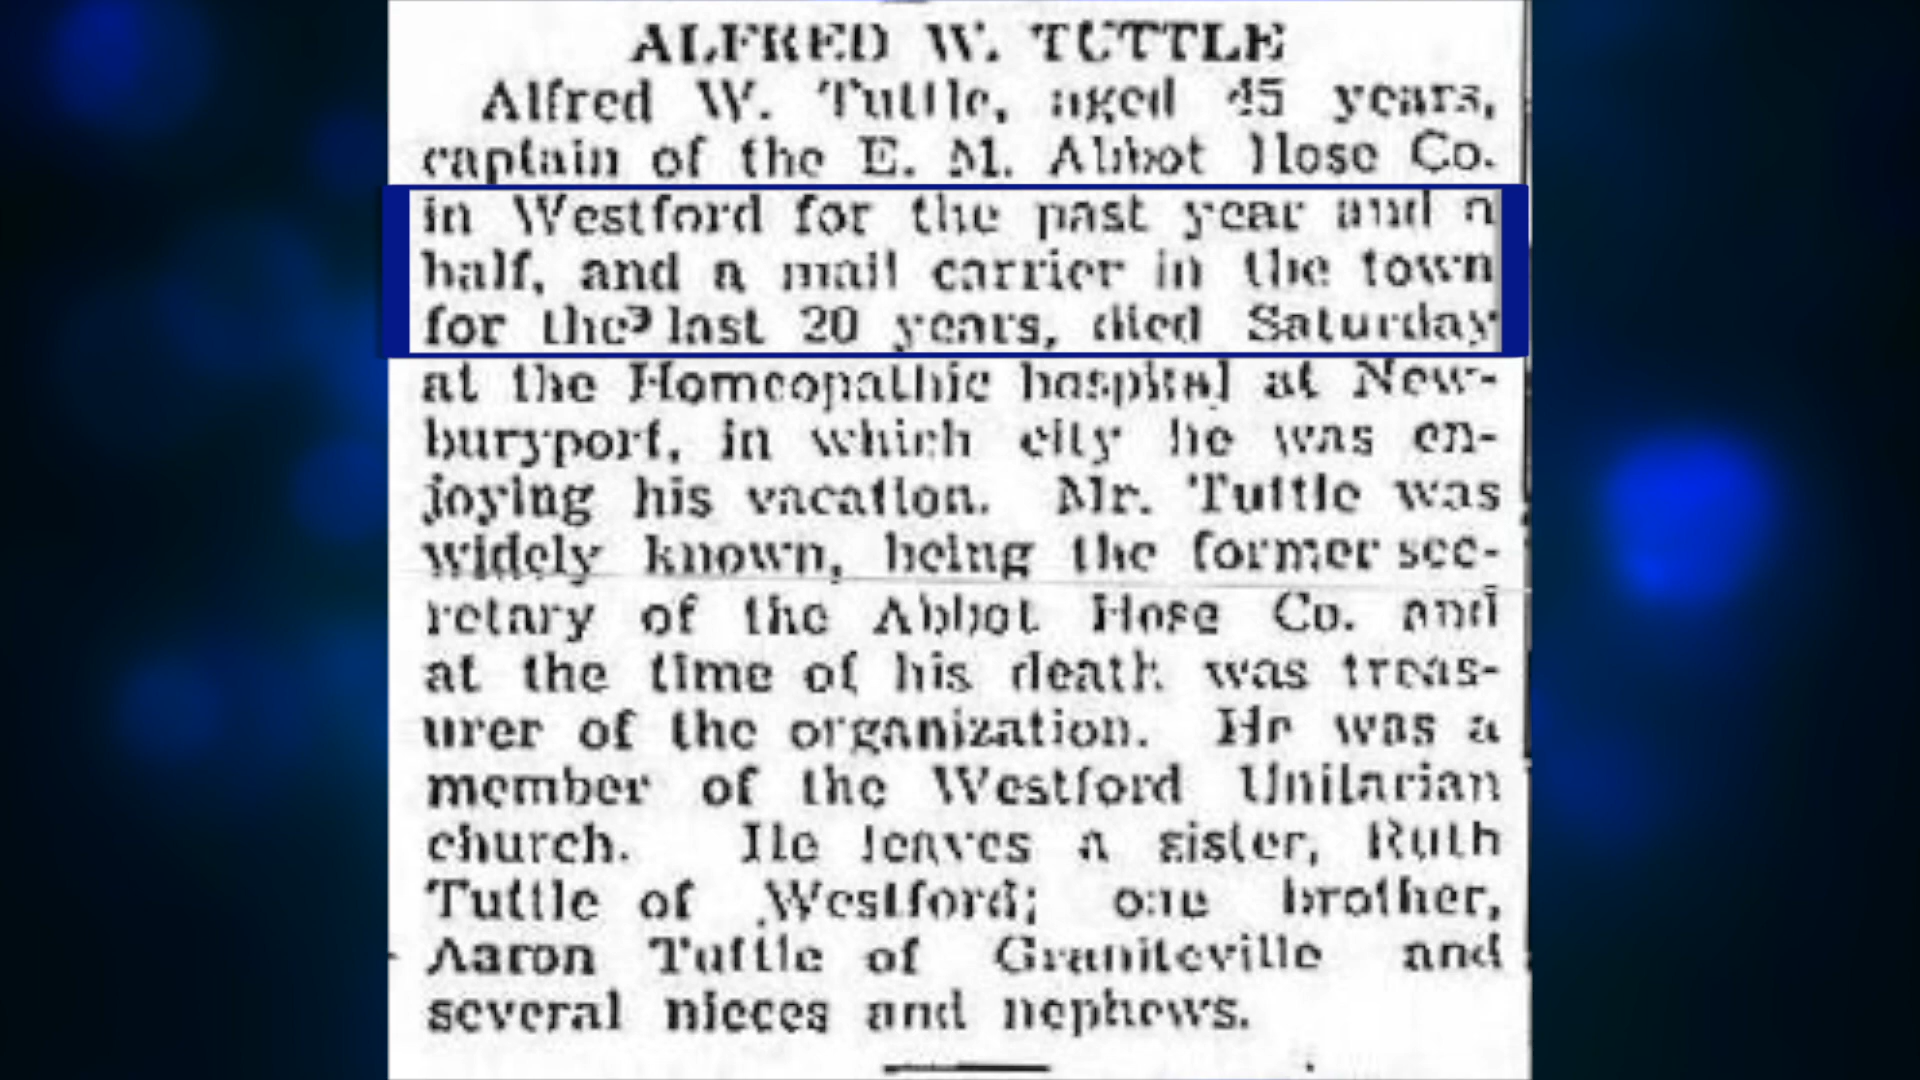 ALFRED W. TUTTLE
Alfred W. Tuttle, aged 45 years,
captain of the E. M. Abbot Hose Co.
in Westford for the past year and a
half, and a mail carrier in the town
for the last 20 years, died Saturday
at the Homeopathic hospital at New-
buryport, in which city he was en-
joying his vacation. Mr. Tuttle was
widely known, being the former sec-
retary of the Abbot Hose Co. and
at the time of his death was treas-
urer of the organization. He was a
member of the Westford Unitarian
church. He leaves a sister, Ruth
Tuttle of Westford; one brother,
Aaron Tuttle of Graniteville and
several nieces and nephews.